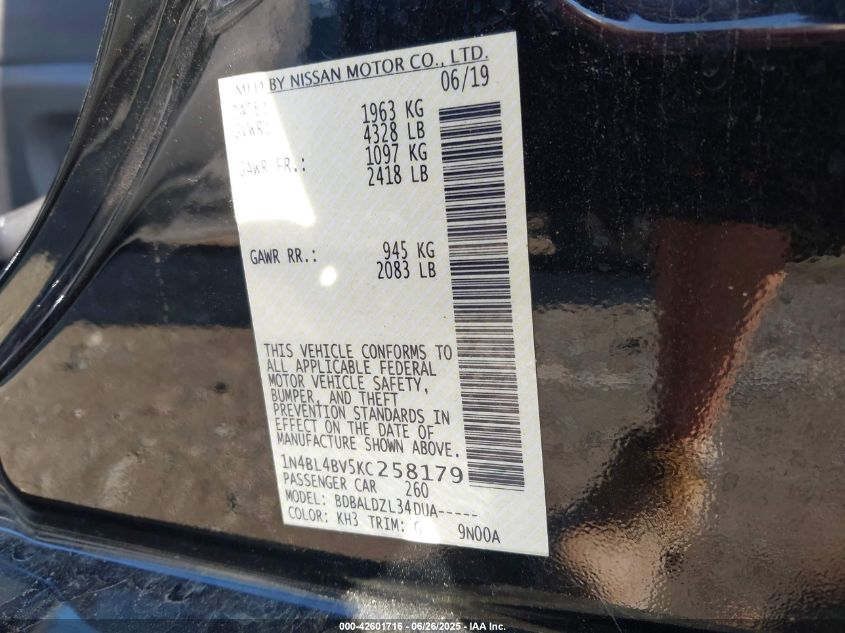 MFD BY NISSAN MOTOR CO., LTD.
DATE: 06/19
GVWR: 1963 KG
4328 LB
GAWR FR.: 1097 KG
2418 LB
GAWR RR.: 945 KG
2083 LB
THIS VEHICLE CONFORMS TO
ALL APPLICABLE FEDERAL
MOTOR VEHICLE SAFETY,
BUMPER, AND THEFT
PREVENTION STANDARDS IN
EFFECT ON THE DATE OF
MANUFACTURE SHOWN ABOVE.
1N4BL4BV5KC258179
PASSENGER CAR 260
MODEL: BDBALDZL34DUA-----
COLOR: KH3 TRIM: 9N00A
000-42601716 - 06/26/2025 - IAA Inc.